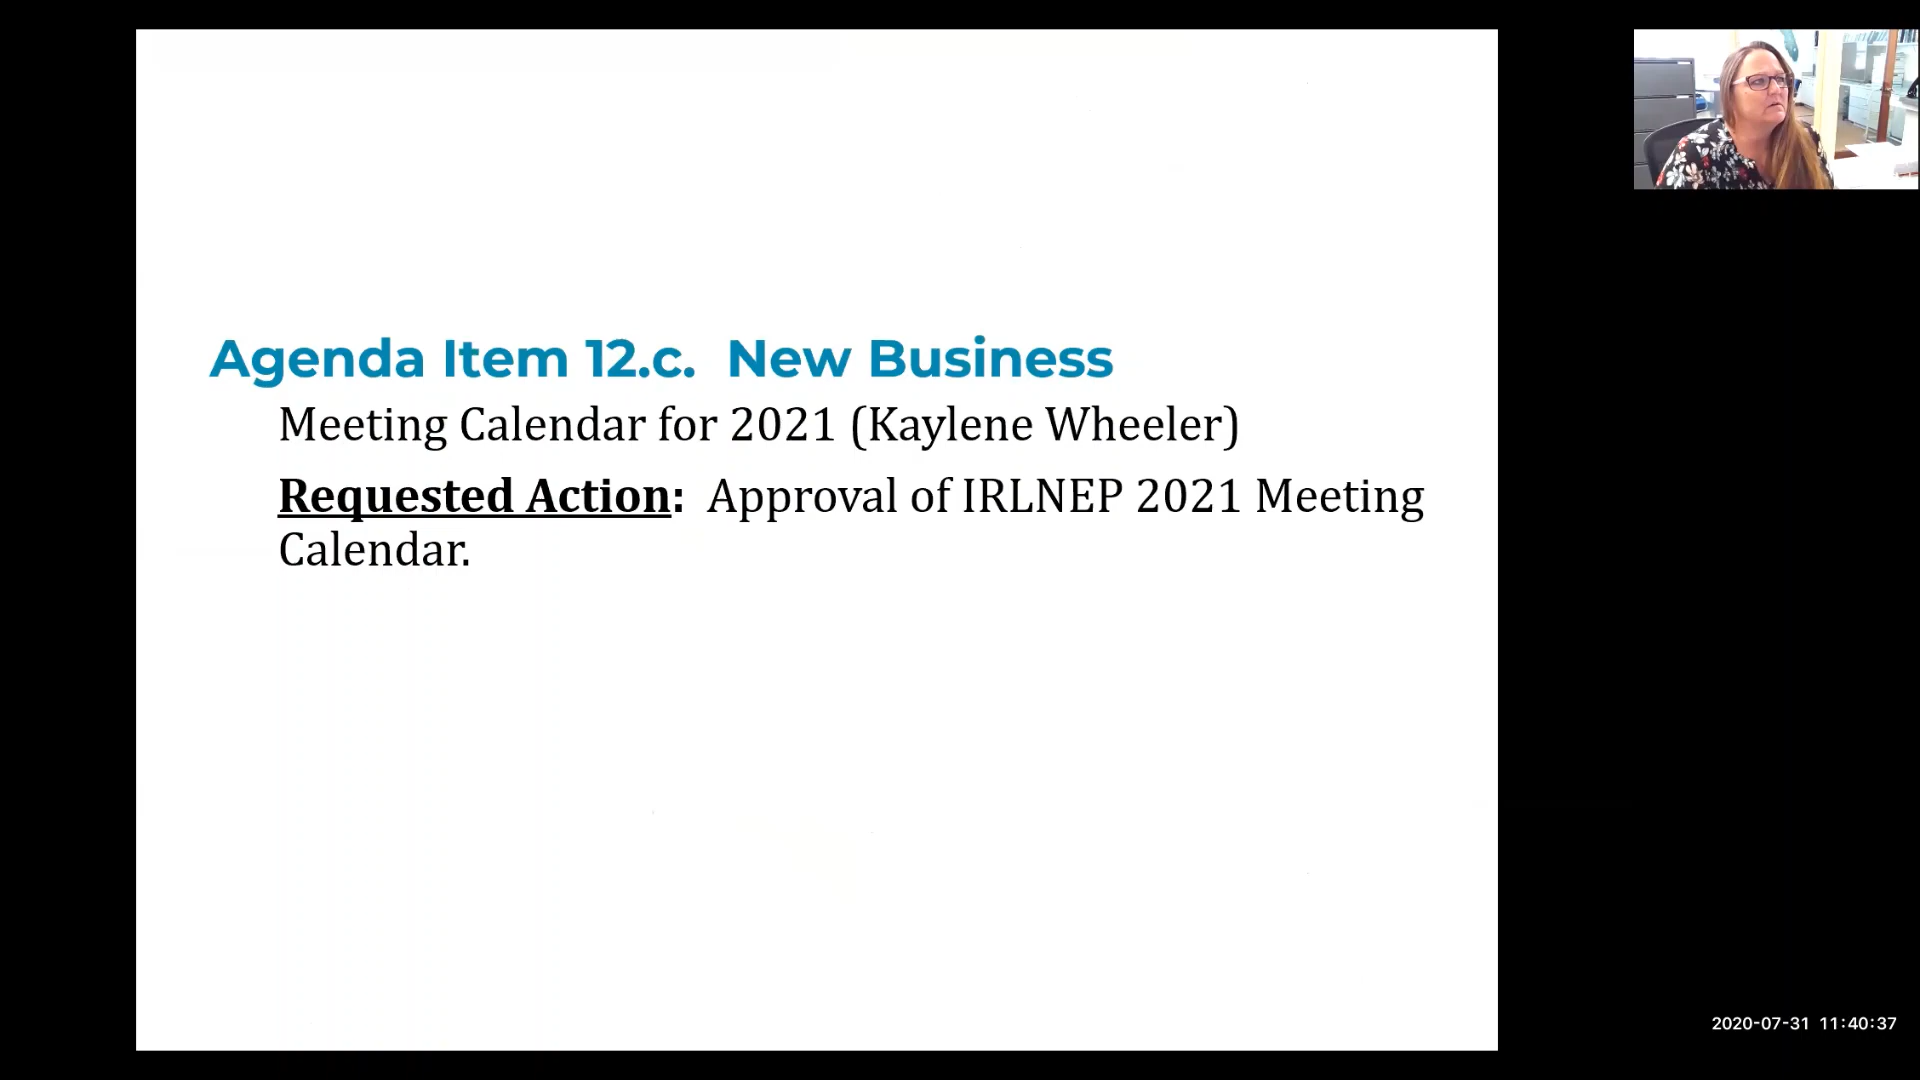 Agenda Item 12.c.  New Business
Meeting Calendar for 2021 (Kaylene Wheeler)
Requested Action:  Approval of IRLNEP 2021 Meeting
Calendar.
2020-07-31 11:40:37